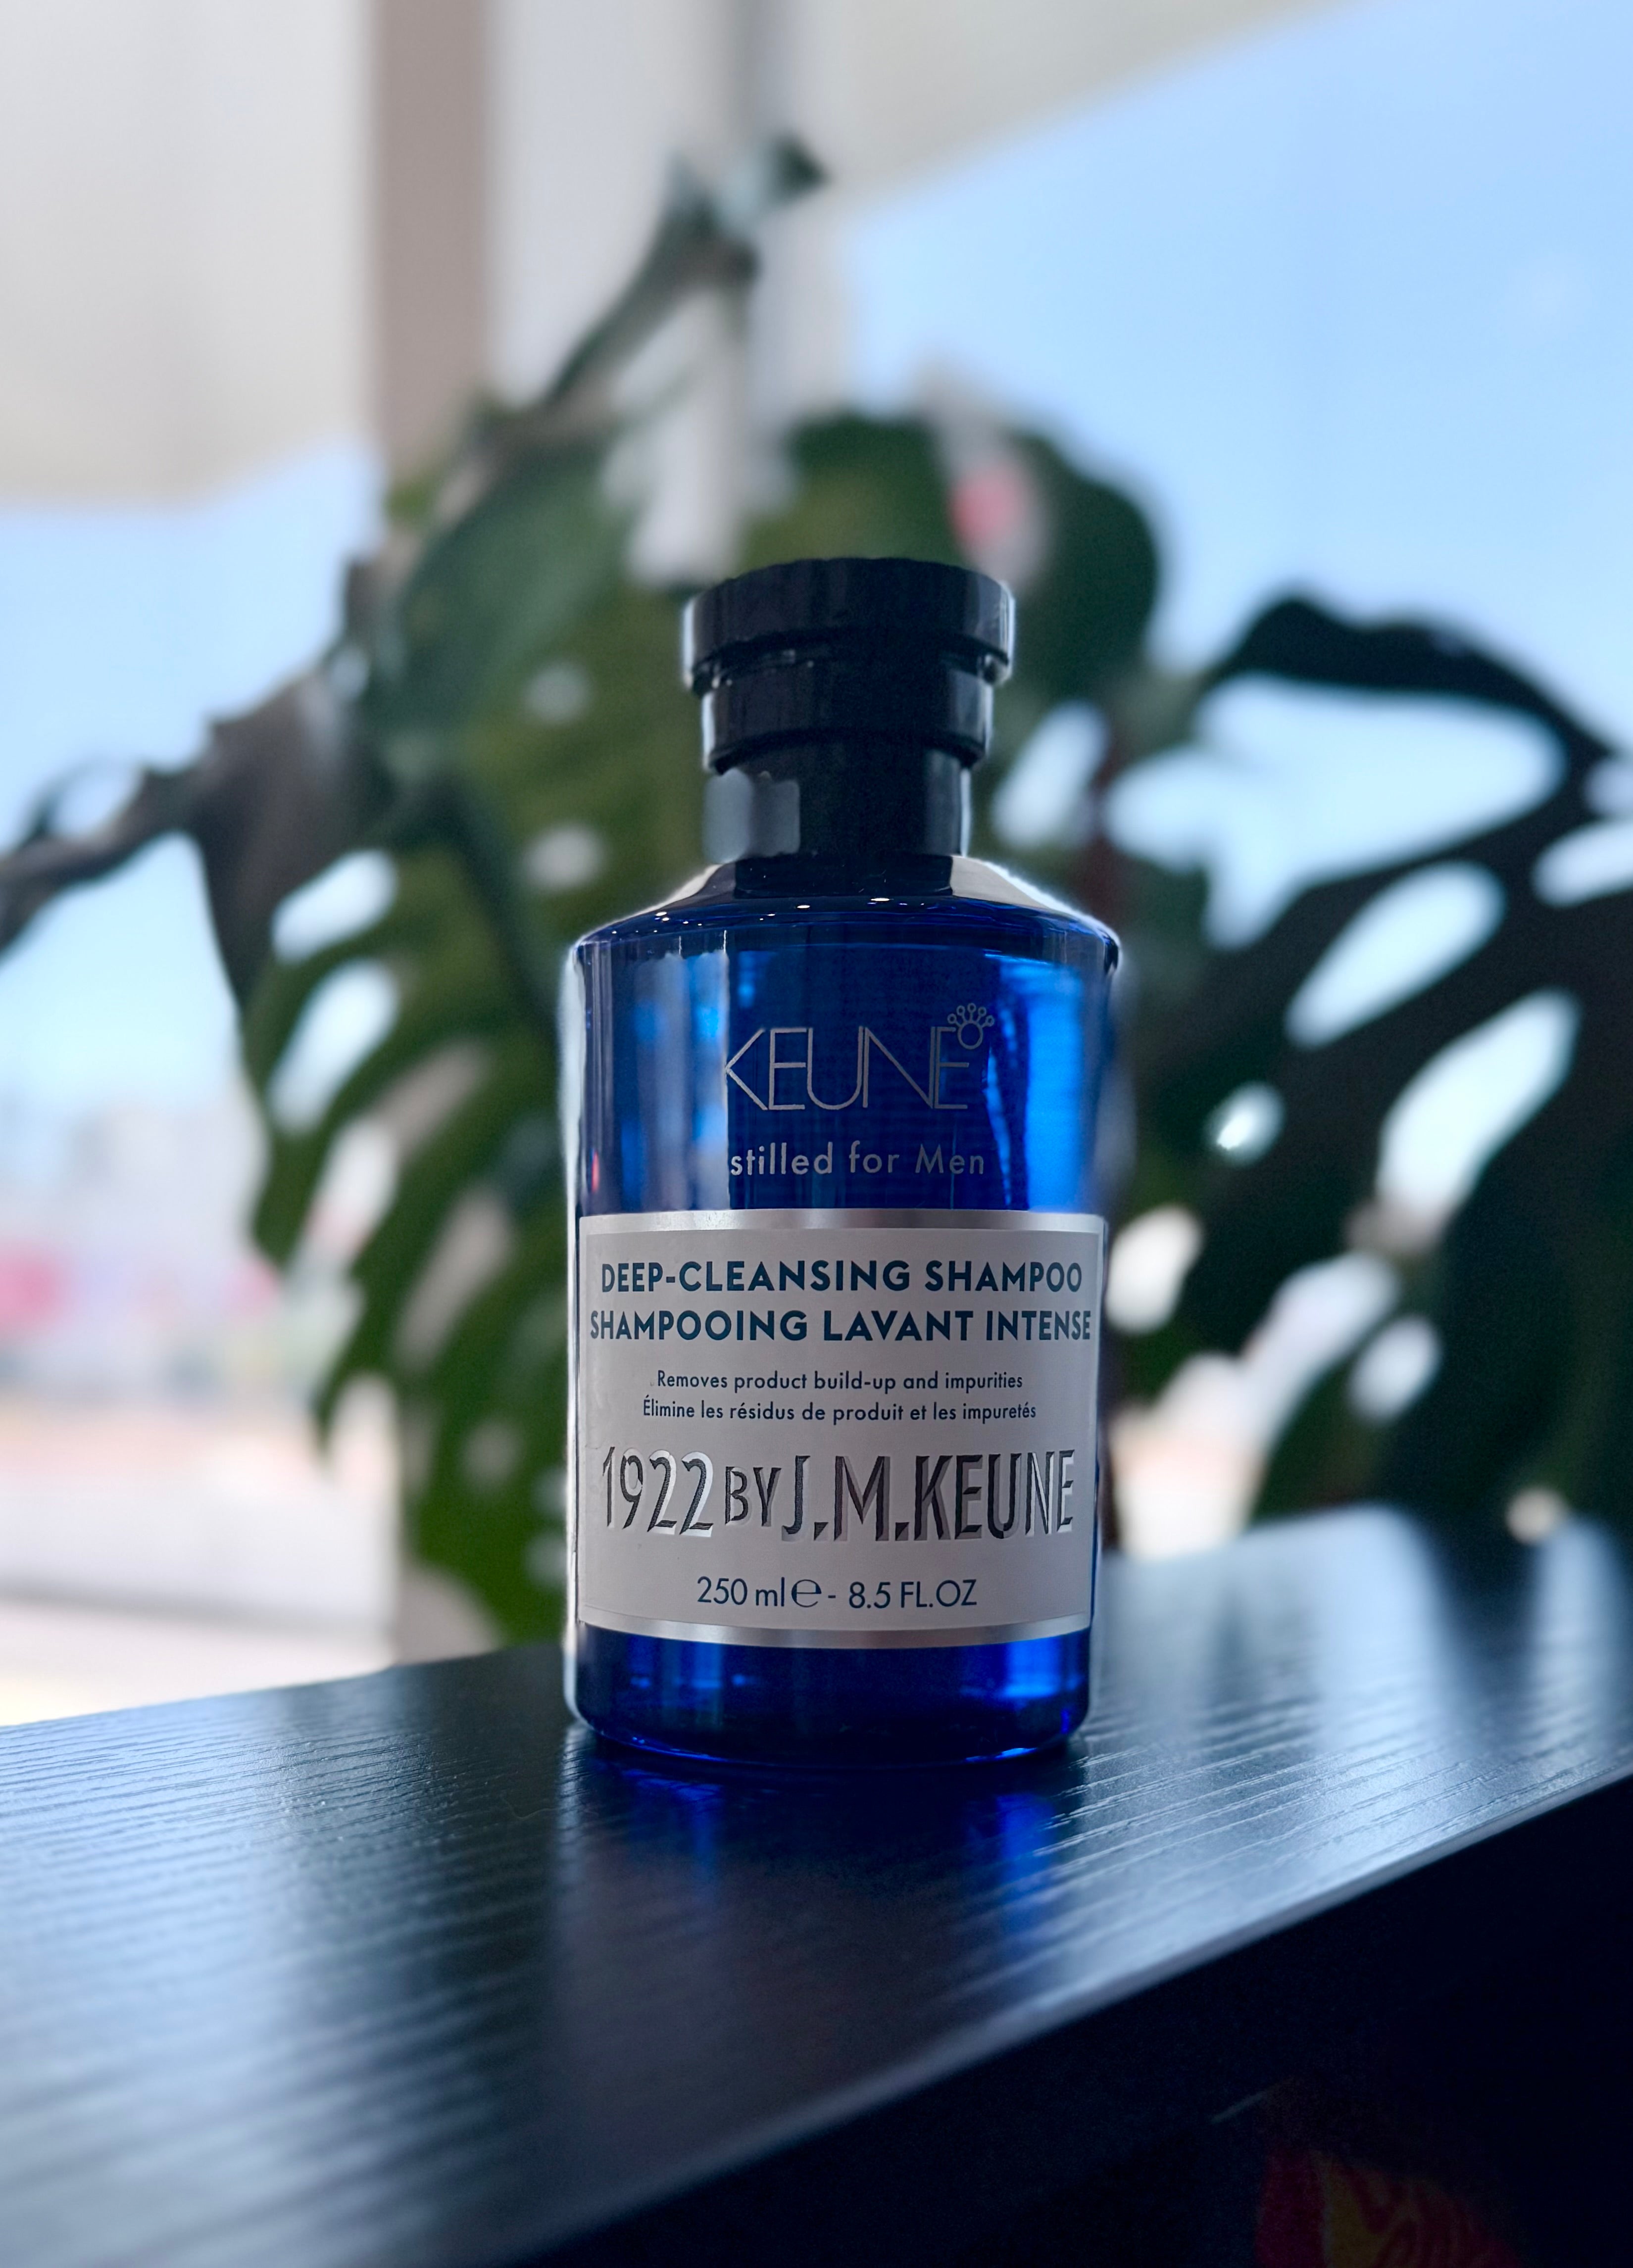 KEUNE
stilled for Men
DEEP-CLEANSING SHAMPOO
SHAMPOOING LAVANT INTENSE
Removes product build-up and impurities
Élimine les résidus de produit et les impuretés
1922 BY J.M.KEUNE
250 ml ℮ - 8.5 FL.OZ